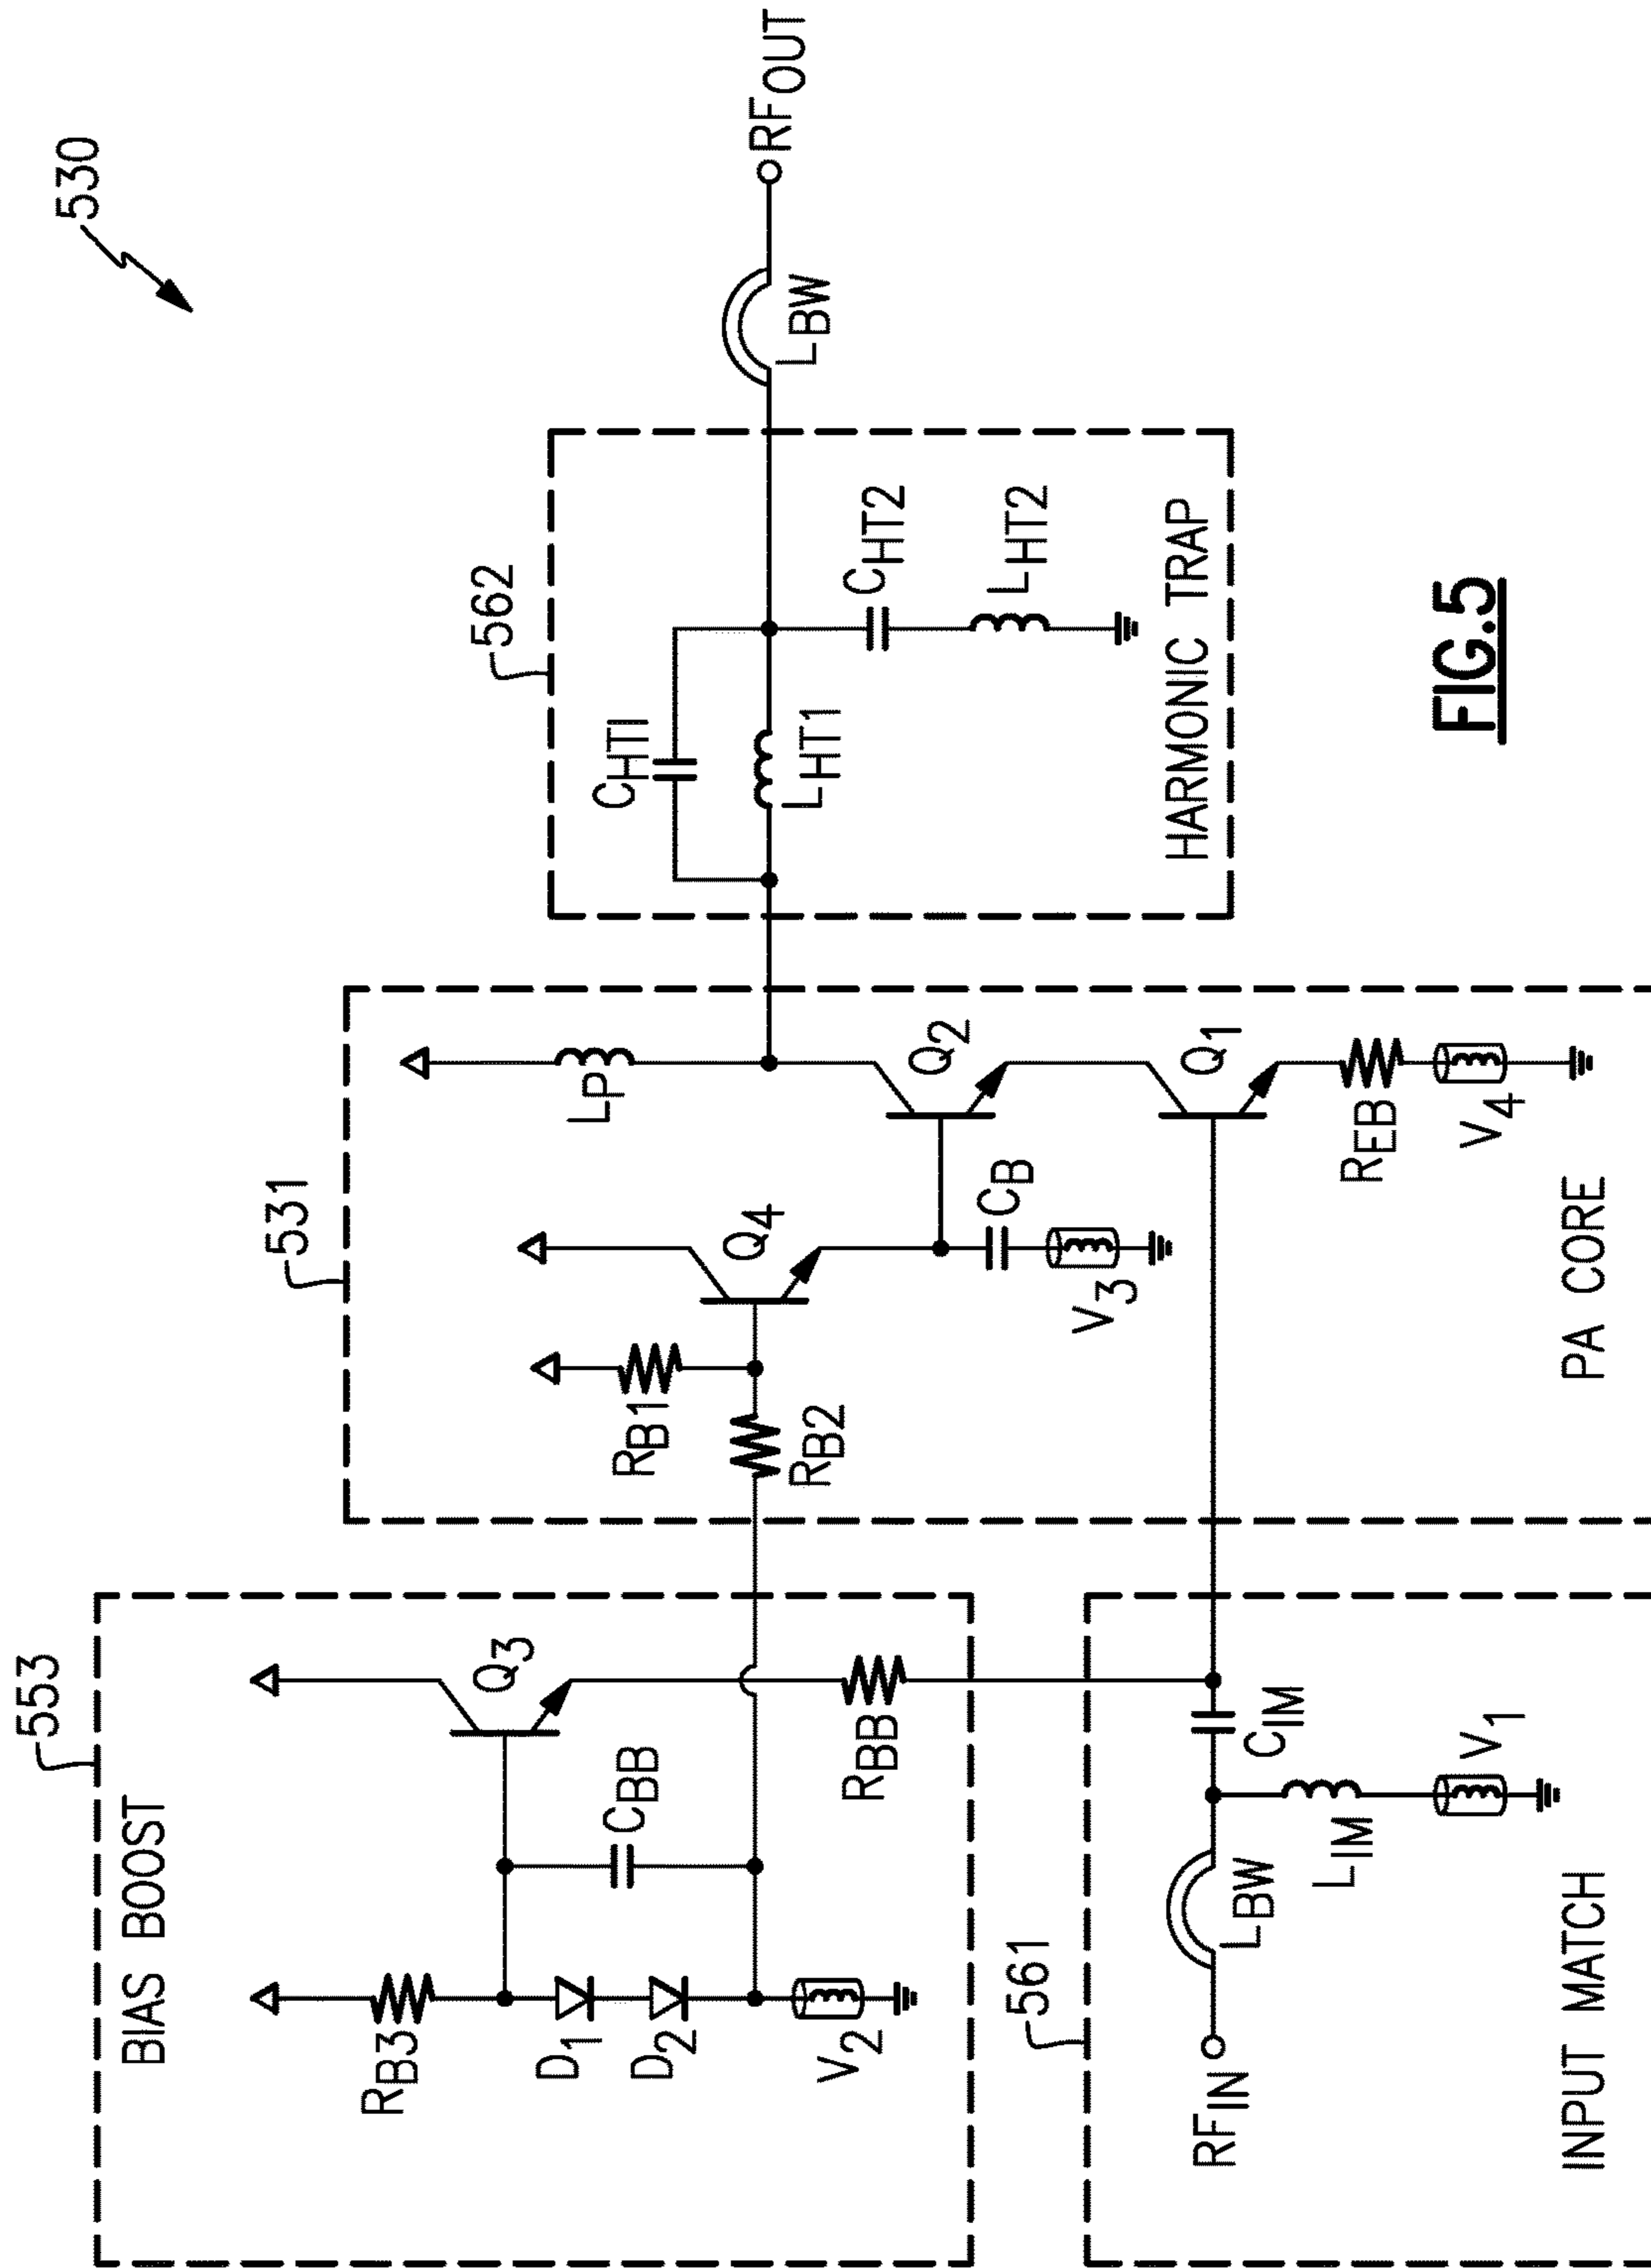 530
553
BIAS BOOST
Q3
RB3
D1
D2
CBB
V2
RBB
531
LP
Q4
RB1
RB2
Q2
CB
V3
Q1
REB
V4
PA CORE
562
CHT1
LHT1
CHT2
LHT2
HARMONIC TRAP
LBW
RFOUT
561
RFIN
LBW
CIM
LIM
V1
INPUT MATCH
FIG.5